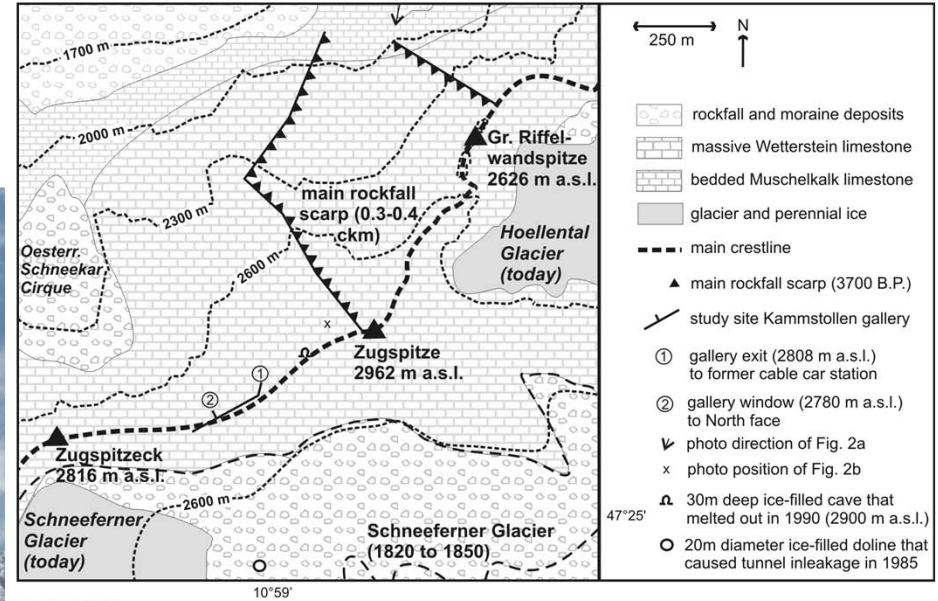 1700 m
2000 m
2300 m
2600 m
Oesterr.
Schneekar
Cirque
main rockfall
scarp (0.3-0.4
ckm)
Gr. Riffel-
wandspitze
2626 m a.s.l.
Hoellental
Glacier
(today)
x
Zugspitze
2962 m a.s.l.
1
2
Zugspitzeck
2816 m a.s.l.
2600 m
Schneeferner
Glacier
(today)
Schneeferner Glacier
(1820 to 1850)
10°59'
47°25'
250 m
N
rockfall and moraine deposits
massive Wetterstein limestone
bedded Muschelkalk limestone
glacier and perennial ice
main crestline
main rockfall scarp (3700 B.P.)
study site Kammstollen gallery
1 gallery exit (2808 m a.s.l.)
to former cable car station
2 gallery window (2780 m a.s.l.)
to North face
photo direction of Fig. 2a
x photo position of Fig. 2b
30m deep ice-filled cave that
melted out in 1990 (2900 m a.s.l.)
20m diameter ice-filled doline that
caused tunnel inleakage in 1985